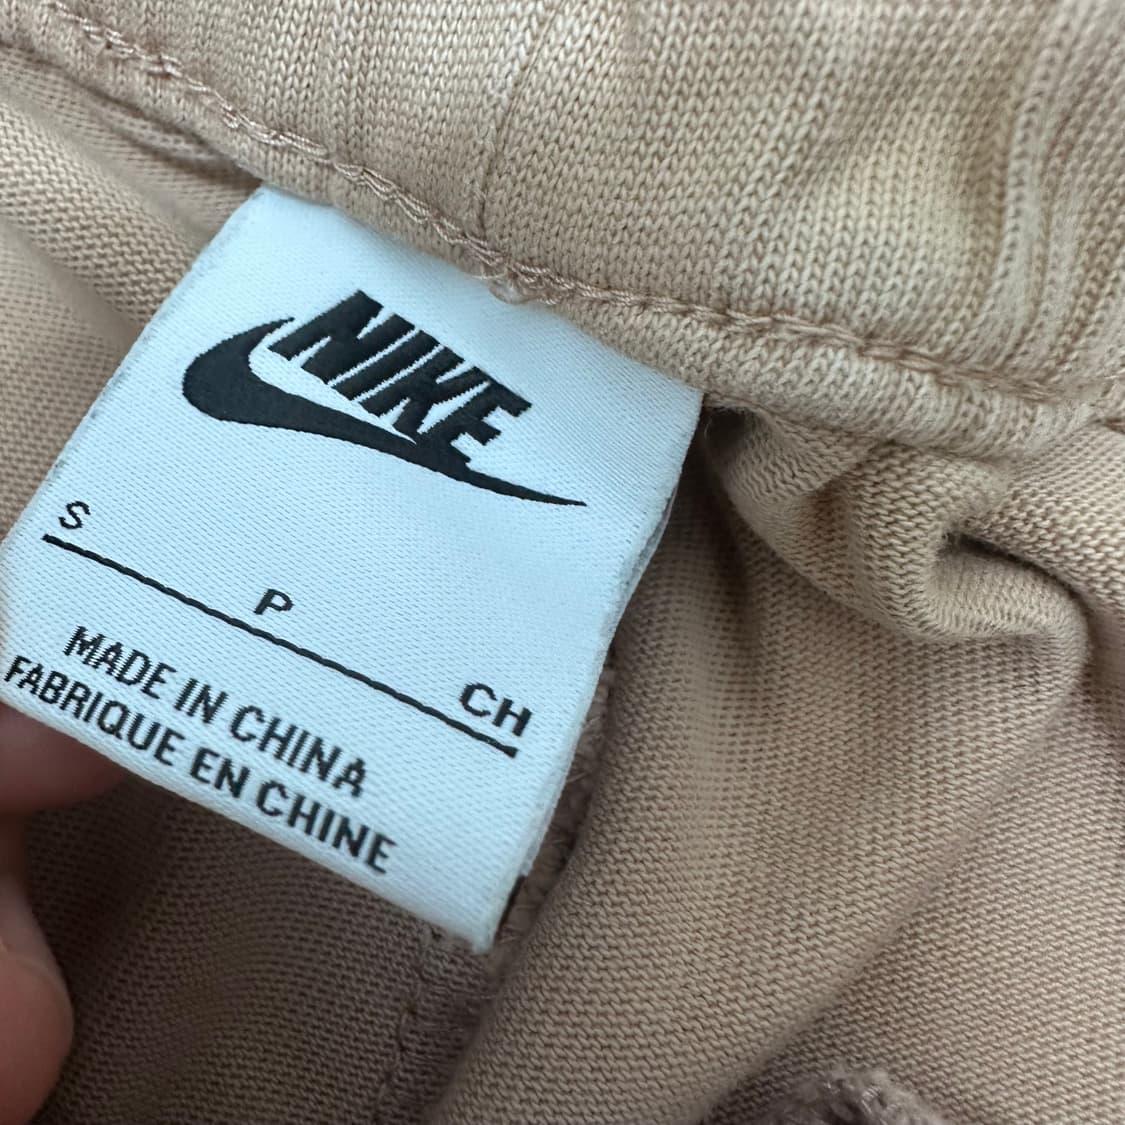 NIKE
S P CH
MADE IN CHINA
FABRIQUE EN CHINE